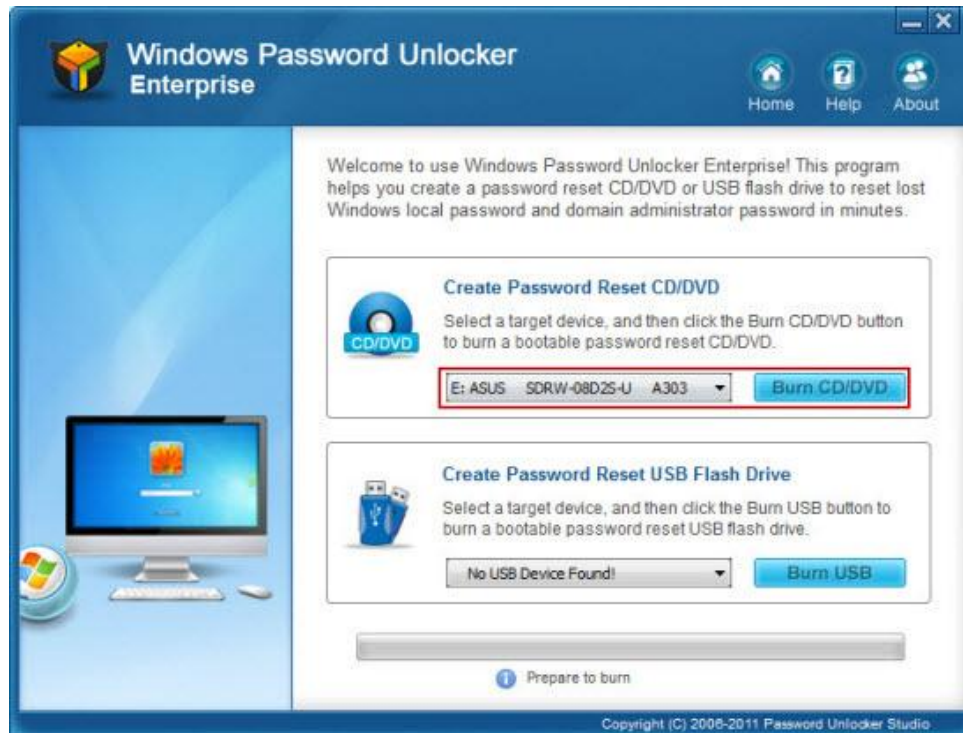 Windows Password Unlocker
Enterprise
Home
Help
About
Welcome to use Windows Password Unlocker Enterprise! This program
helps you create a password reset CD/DVD or USB flash drive to reset lost
Windows local password and domain administrator password in minutes.
Create Password Reset CD/DVD
CD/DVD
Select a target device, and then click the Burn CD/DVD button
to burn a bootable password reset CD/DVD.
E: ASUS SDRW-08D2S-U A303
Burn CD/DVD
Create Password Reset USB Flash Drive
Select a target device, and then click the Burn USB button to
burn a bootable password reset USB flash drive.
No USB Device Found!
Burn USB
Prepare to burn
Copyright (C) 2006-2011 Password Unlocker Studio